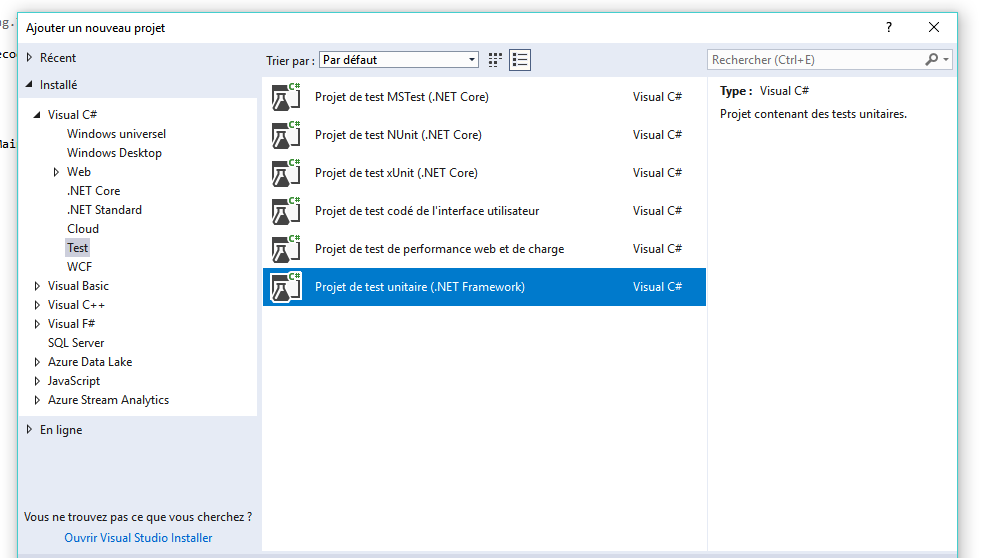 Ajouter un nouveau projet
?
Récent
Installé
Visual C#
Windows universel
Windows Desktop
Web
.NET Core
.NET Standard
Cloud
Test
WCF
Visual Basic
Visual C++
Visual F#
SQL Server
Azure Data Lake
JavaScript
Azure Stream Analytics
En ligne
Vous ne trouvez pas ce que vous cherchez ?
Ouvrir Visual Studio Installer
Trier par : Par défaut
C# Projet de test MSTest (.NET Core) Visual C#
C# Projet de test NUnit (.NET Core) Visual C#
C# Projet de test xUnit (.NET Core) Visual C#
C# Projet de test codé de l'interface utilisateur Visual C#
C# Projet de test de performance web et de charge Visual C#
C# Projet de test unitaire (.NET Framework) Visual C#
Rechercher (Ctrl+E)
Type : Visual C#
Projet contenant des tests unitaires.